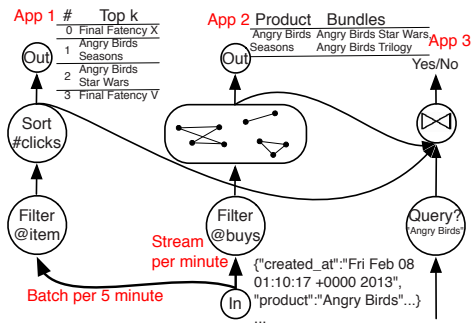 App 1
# Top k
0 Final Fatency X
1 Angry Birds
Seasons
2 Angry Birds
Star Wars
3 Final Fatency V
Out
Sort
#clicks
Filter
@item
Batch per 5 minute
App 2
Product Bundles
Angry Birds Angry Birds Star Wars,
Seasons Angry Birds Trilogy
Out
Filter
@buys
Stream
per minute
In
App 3
Yes/No
Query?
"Angry Birds"
{"created_at":"Fri Feb 08
01:10:17 +0000 2013",
"product":"Angry Birds"...}
...